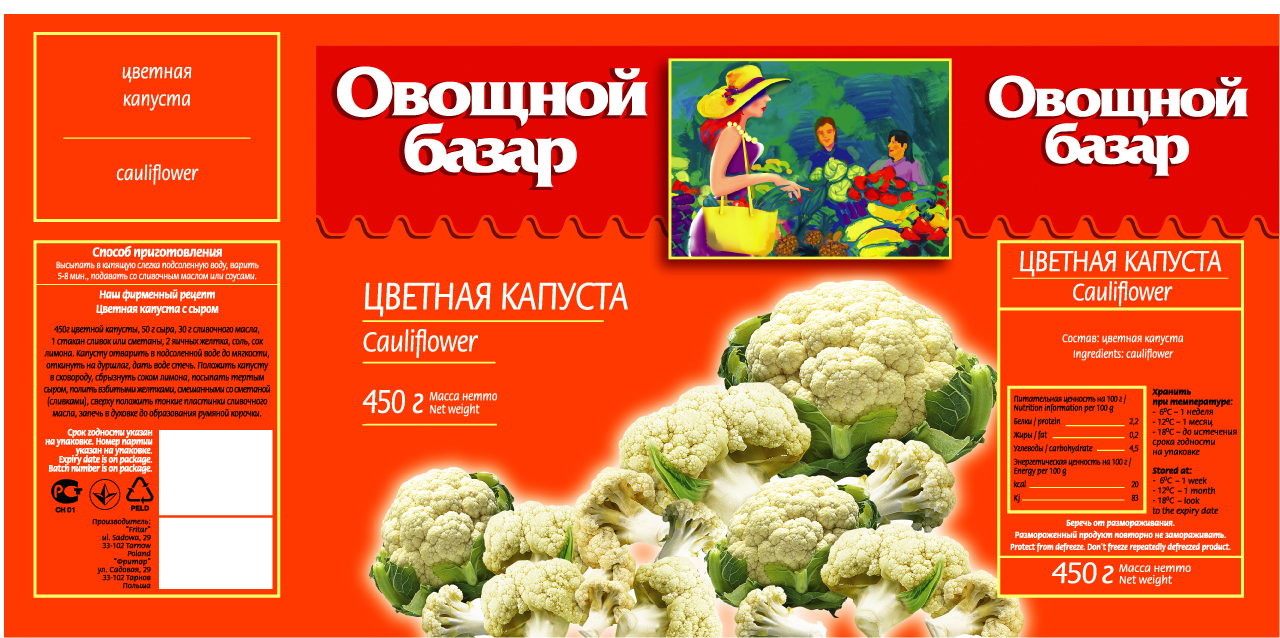 цветная
капуста
cauliflower
Способ приготовления
Высыпать в кипящую слегка подсоленную воду, варить
5-8 мин., подавать со сливочным маслом или соусами.
Наш фирменный рецепт
Цветная капуста с сыром
450г цветной капусты, 50 г сыра, 30 г сливочного масла,
1 стакан сливок или сметаны, 2 яичных желтка, соль, сок
лимона. Капусту отварить в подсоленной воде до мягкости,
откинуть на дуршлаг, дать воде стечь. Положить капусту
в сковороду, сбрызнуть соком лимона, посыпать тертым
сыром, полить взбитыми желтками, смешанными со сметаной
(сливками), сверху положить тонкие пластинки сливочного
масла, запечь в духовке до образования румяной корочки.
Срок годности указан
на упаковке. Номер партии
указан на упаковке.
Expiry date is on package.
Batch number is on package.
РСТ
CH 01
PELD
Производитель:
"Fritar"
ul. Sadowa, 29
33-102 Tarnow
Poland
"Фритар"
ул. Садовая, 29
33-102 Тарнов
Польша
Овощной
базар
ЦВЕТНАЯ КАПУСТА
Cauliflower
450 г Масса нетто
Net weight
Овощной
базар
ЦВЕТНАЯ КАПУСТА
Cauliflower
Состав: цветная капуста
Ingredients: cauliflower
Питательная ценность на 100 г /
Nutrition information per 100 g
Белки / protein 2,2
Жиры / fat 0,2
Углеводы / carbohydrate 4,5
Энергетическая ценность на 100 г /
Energy per 100 g
kcal 20
Kj 83
Хранить
при температуре:
- 6⁰C – 1 неделя
- 12⁰C – 1 месяц
- 18⁰C – до истечения
срока годности
на упаковке
Stored at:
- 6⁰C – 1 week
- 12⁰C – 1 month
- 18⁰C – look
to the expiry date
Беречь от размораживания.
Размороженный продукт повторно не замораживать.
Protect from defreeze. Don't freeze repeatedly defreezed product.
450 г Масса нетто
Net weight